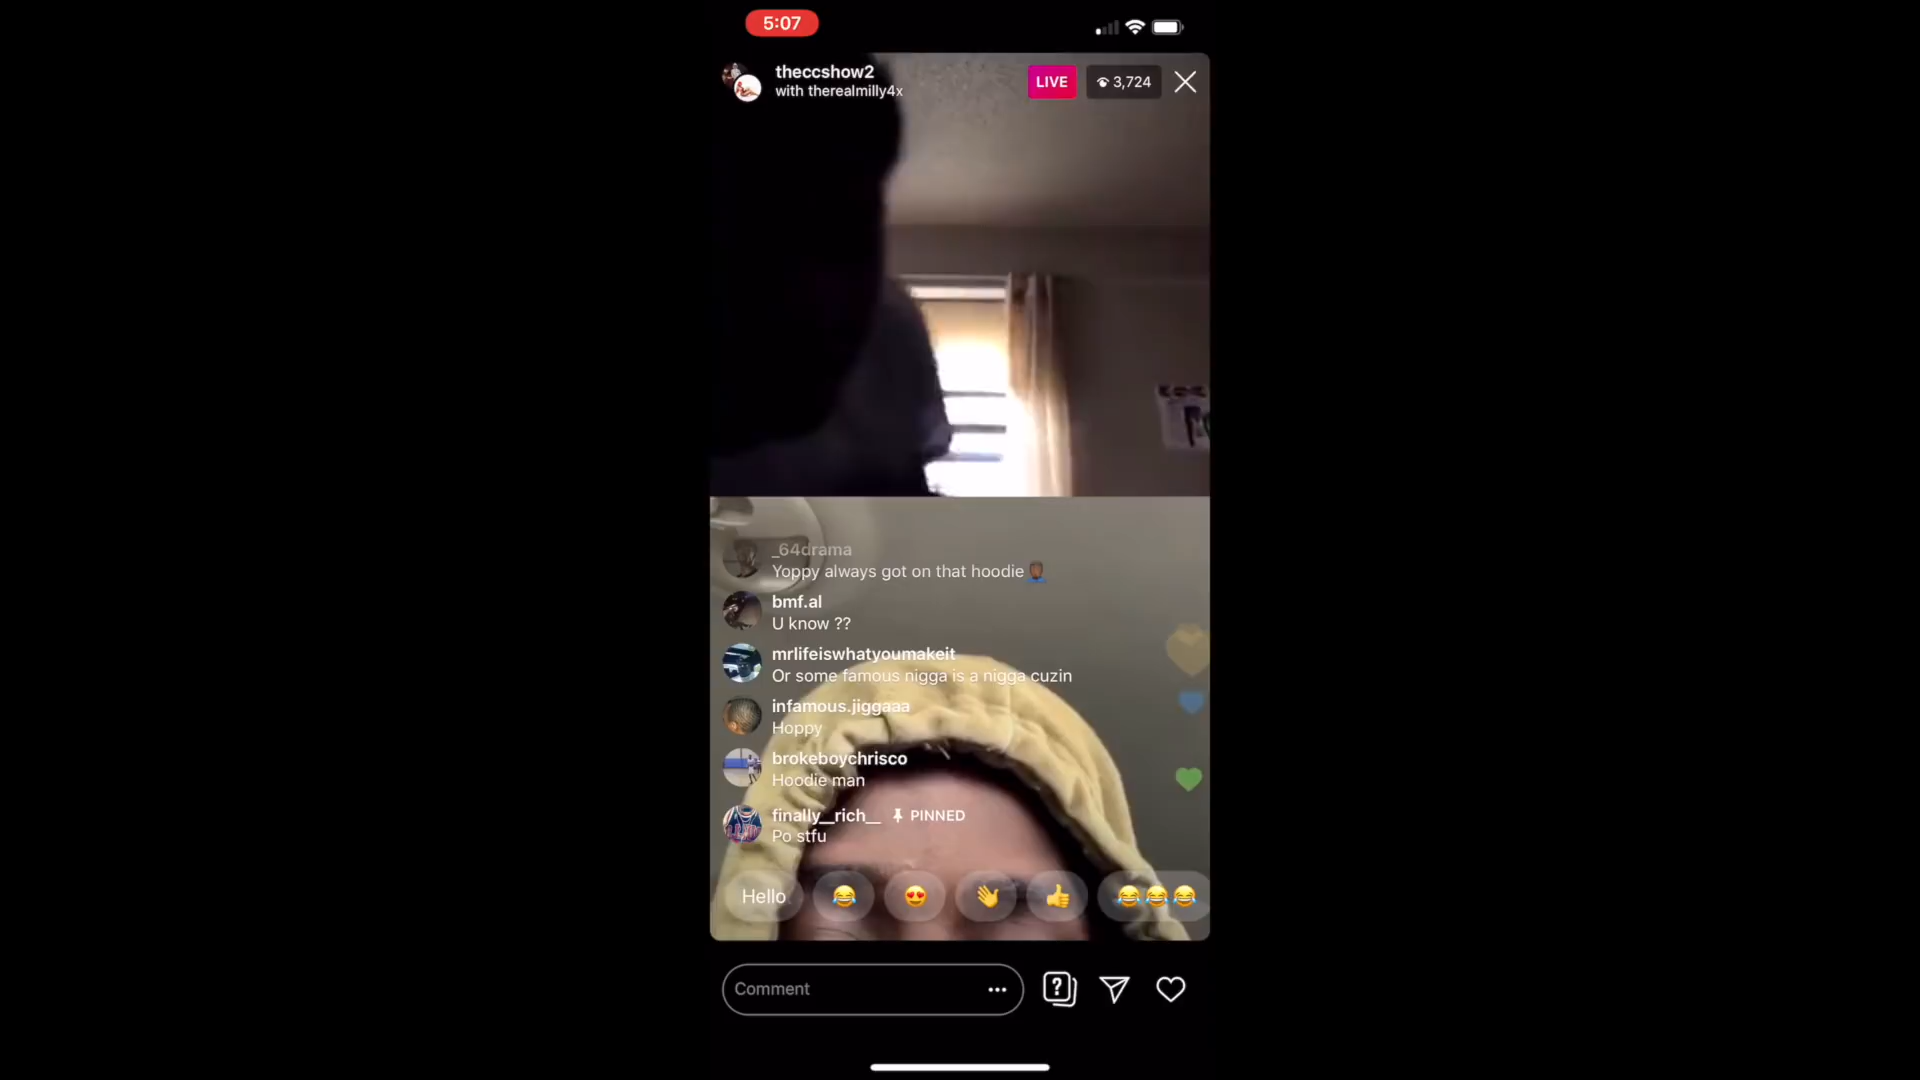 5:07
theccshow2
with therealmilly4x
LIVE
3,724
_64drama
Yoppy always got on that hoodie
bmf.al
U know ??
mrlifeiswhatyoumakeit
Or some famous nigga is a nigga cuzin
infamous.jiggaaa
Hoppy
brokeboychrisco
Hoodie man
finally__rich__ PINNED
Po stfu
Hello
Comment